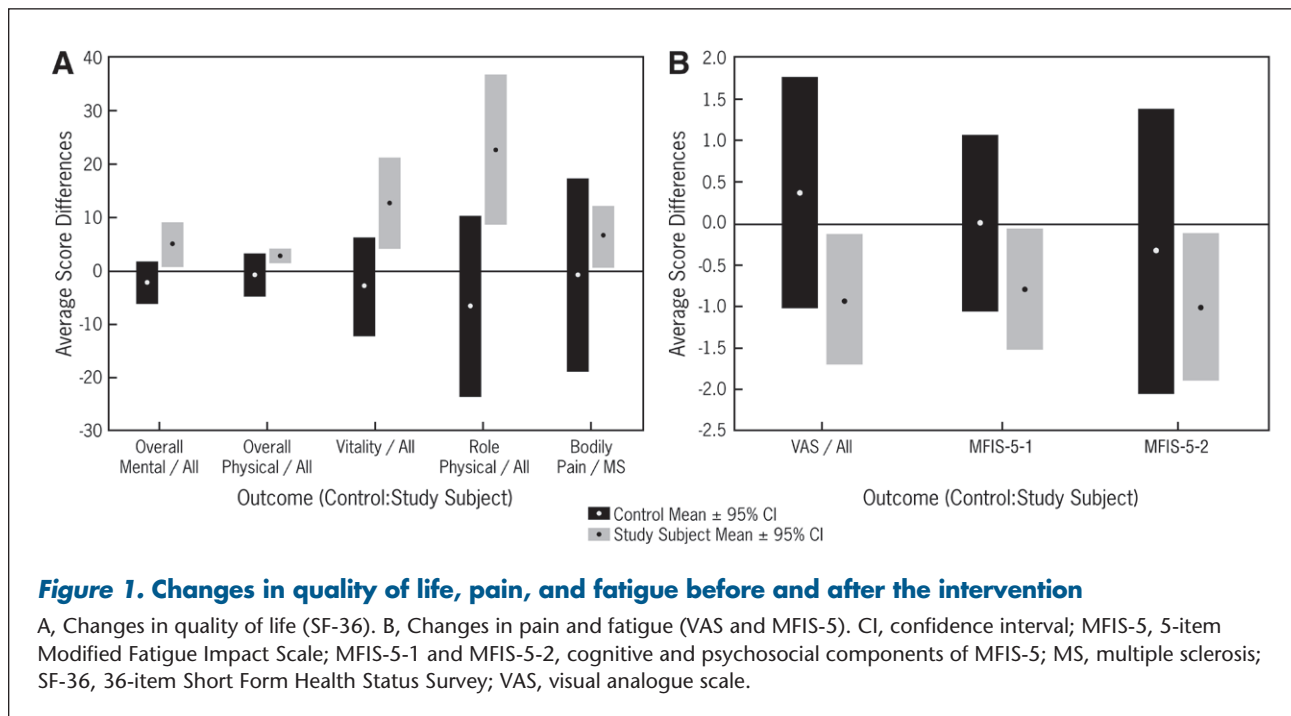 A
Average Score Differences
40
30
20
10
0
-10
-20
-30
Overall
Mental / All
Overall
Physical / All
Vitality / All
Role
Physical / All
Bodily
Pain / MS
Outcome (Control:Study Subject)
B
Average Score Differences
2.0
1.5
1.0
0.5
0.0
-0.5
-1.0
-1.5
-2.0
-2.5
VAS / All
MFIS-5-1
MFIS-5-2
Outcome (Control:Study Subject)
Control Mean ± 95% CI
Study Subject Mean ± 95% CI
Figure 1. Changes in quality of life, pain, and fatigue before and after the intervention
A, Changes in quality of life (SF-36). B, Changes in pain and fatigue (VAS and MFIS-5). CI, confidence interval; MFIS-5, 5-item
Modified Fatigue Impact Scale; MFIS-5-1 and MFIS-5-2, cognitive and psychosocial components of MFIS-5; MS, multiple sclerosis;
SF-36, 36-item Short Form Health Status Survey; VAS, visual analogue scale.